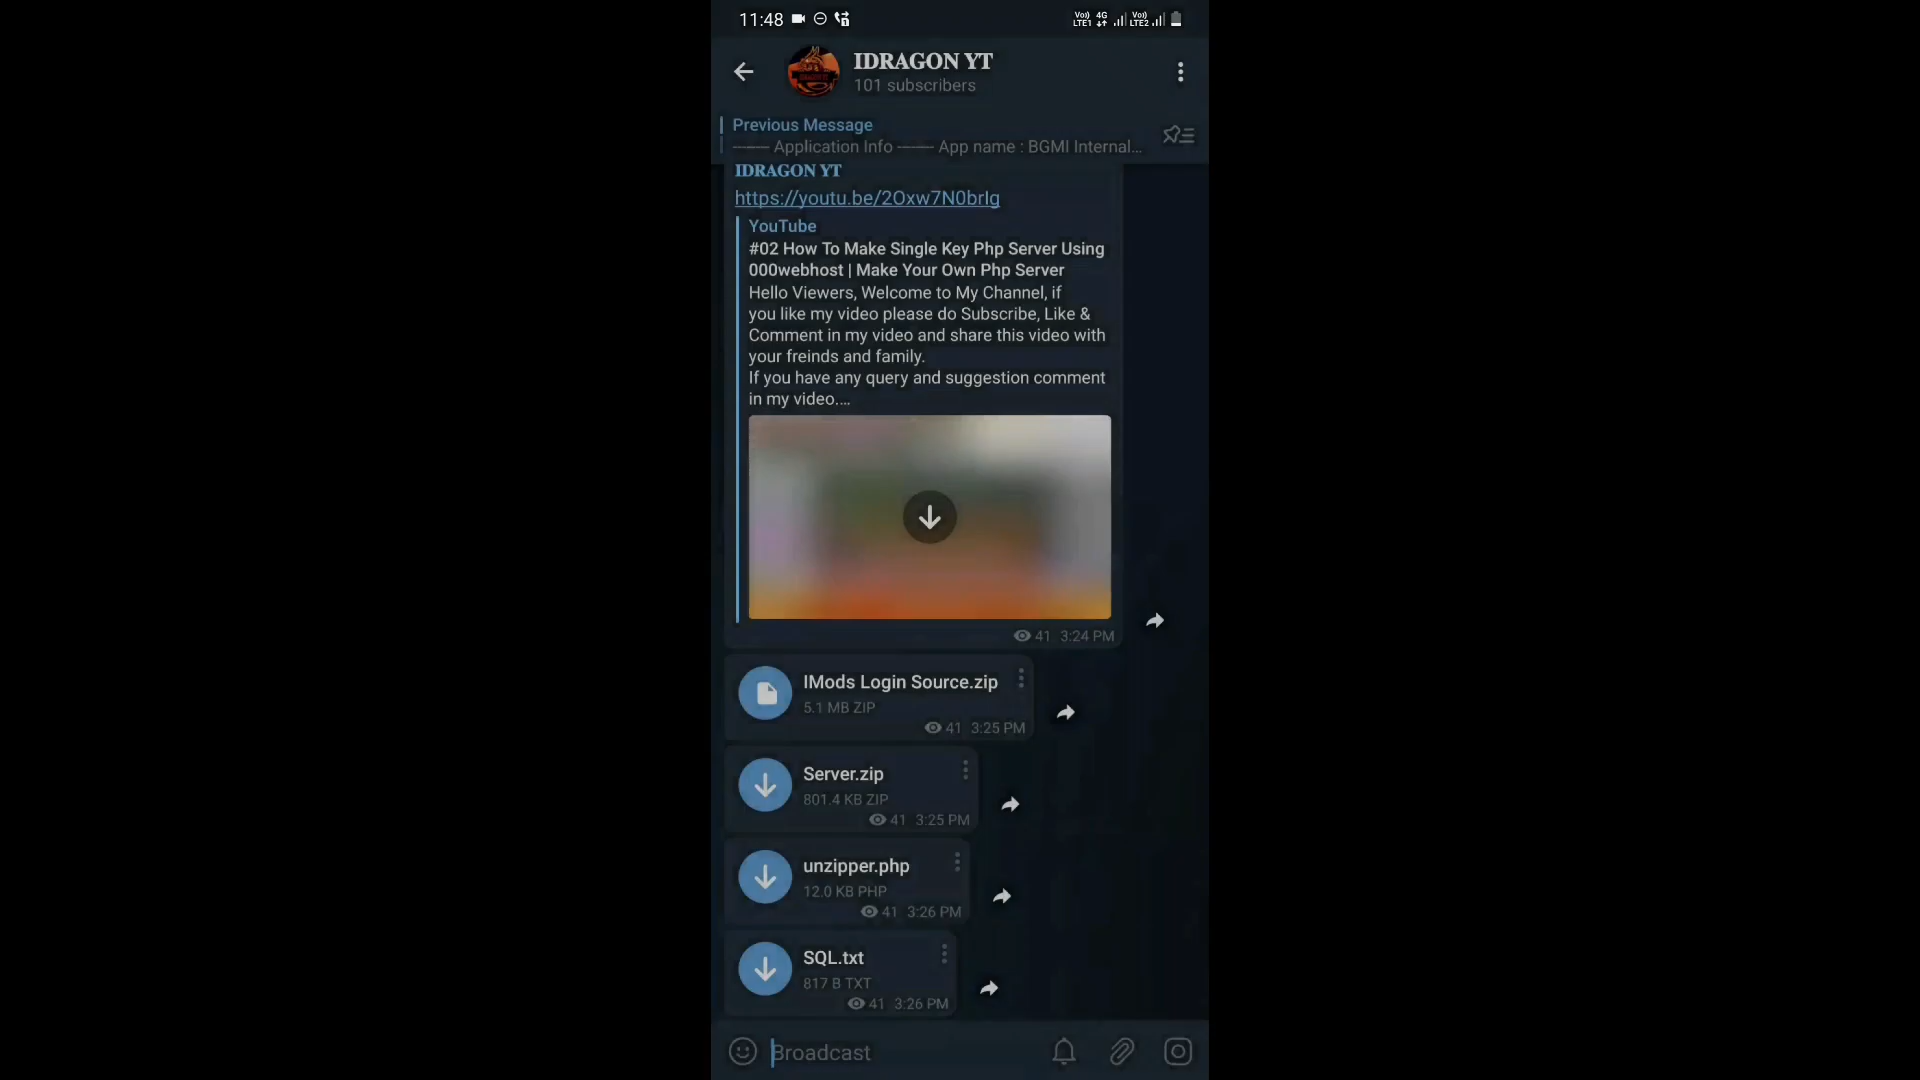 11:48
Vo)) 4G Vo))
LTE1 LTE2
IDRAGON YT
101 subscribers
Previous Message
——— Application Info ——— App name : BGMI Internal...
IDRAGON YT
https://youtu.be/2Oxw7N0brIg
YouTube
#02 How To Make Single Key Php Server Using
000webhost | Make Your Own Php Server
Hello Viewers, Welcome to My Channel, if
you like my video please do Subscribe, Like &
Comment in my video and share this video with
your freinds and family.
If you have any query and suggestion comment
in my video....
41 3:24 PM
IMods Login Source.zip
5.1 MB ZIP
41 3:25 PM
Server.zip
801.4 KB ZIP
41 3:25 PM
unzipper.php
12.0 KB PHP
41 3:26 PM
SQL.txt
817 B TXT
41 3:26 PM
Broadcast